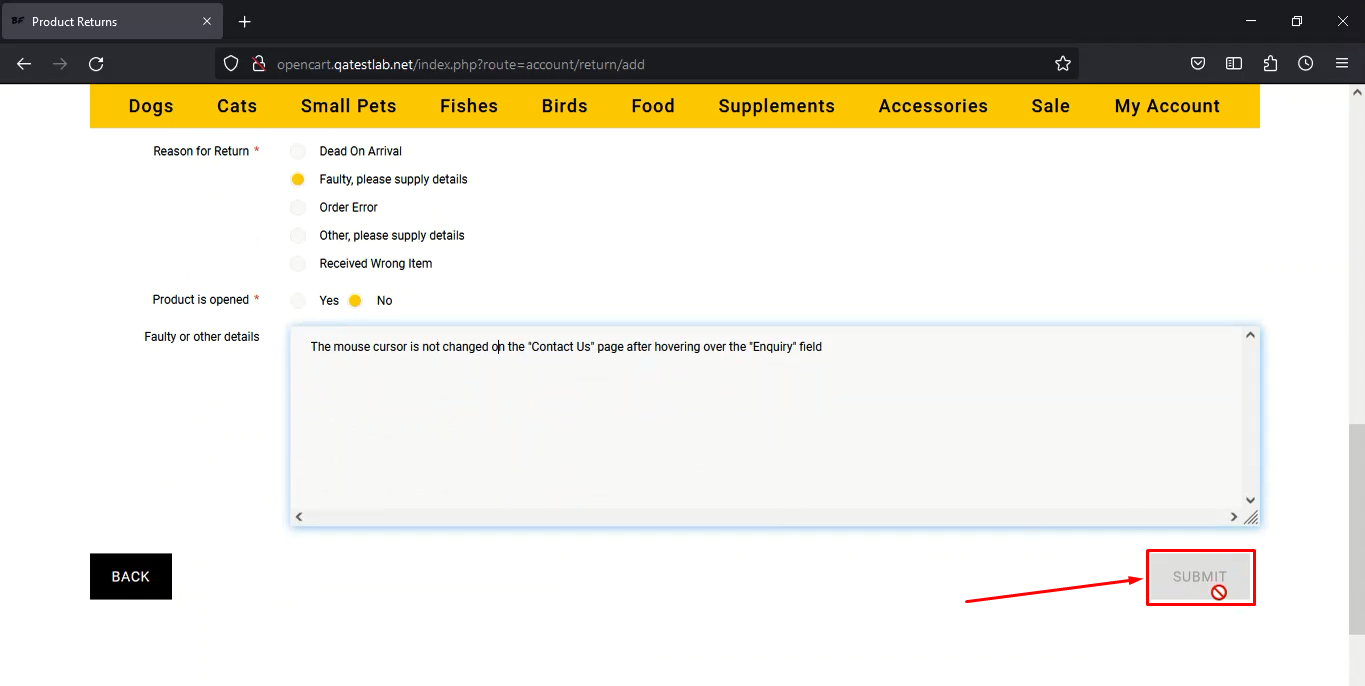 BF Product Returns
opencart.qatestlab.net/index.php?route=account/return/add
Dogs Cats Small Pets Fishes Birds Food Supplements Accessories Sale My Account
Reason for Return * Dead On Arrival
Faulty, please supply details
Order Error
Other, please supply details
Received Wrong Item
Product is opened * Yes No
Faulty or other details
The mouse cursor is not changed on the "Contact Us" page after hovering over the "Enquiry" field
BACK SUBMIT